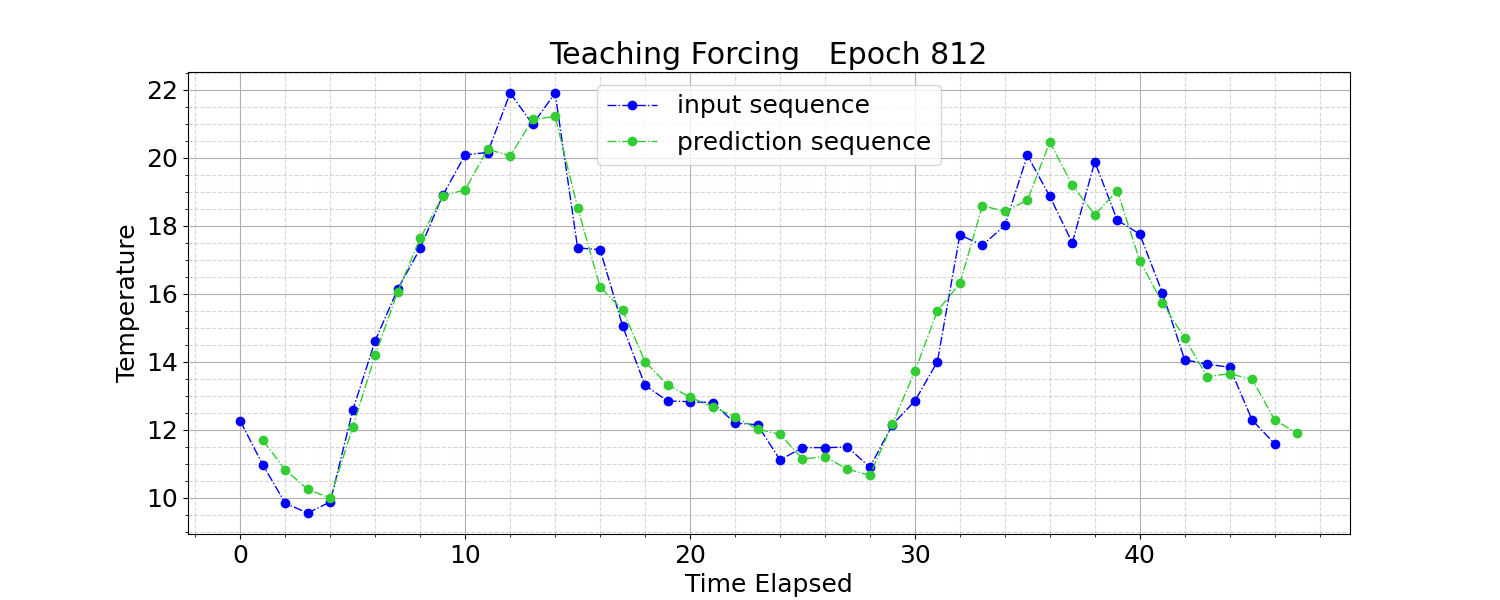 Teaching Forcing   Epoch 812
input sequence
prediction sequence
Temperature
22
20
18
16
14
12
10
0 10 20 30 40
Time Elapsed